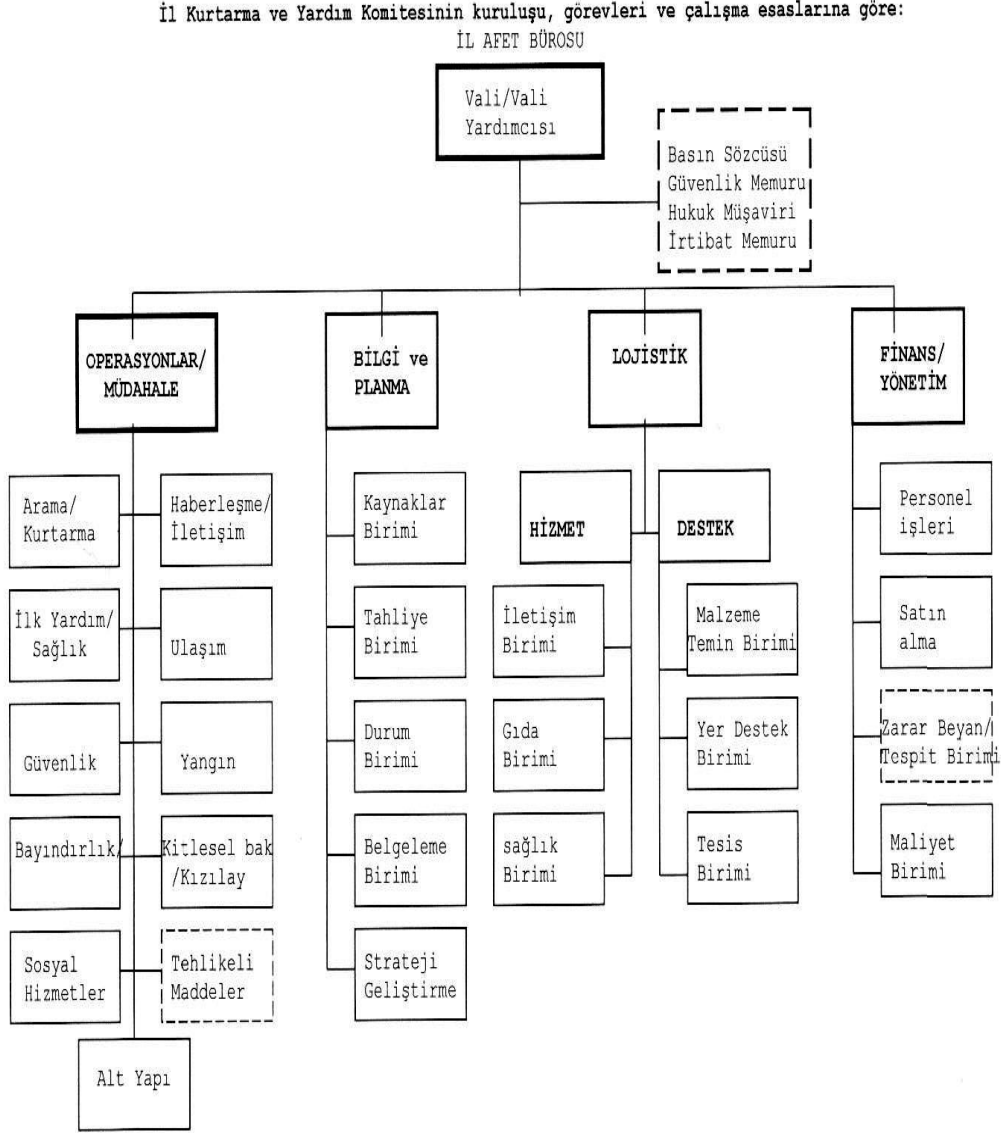 İl Kurtarma ve Yardım Komitesinin kuruluşu, görevleri ve çalışma esaslarına göre:
İL AFET BÜROSU
Vali/Vali
Yardımcısı
Basın Sözcüsü
Güvenlik Memuru
Hukuk Müşaviri
İrtibat Memuru
OPERASYONLAR/
MÜDAHALE
BİLGİ ve
PLANMA
LOJİSTİK
FİNANS/
YÖNETİM
Arama/
Kurtarma
Haberleşme/
İletişim
İlk Yardım/
Sağlık
Ulaşım
Güvenlik
Yangın
Bayındırlık/
Kitlesel bak
/Kızılay
Sosyal
Hizmetler
Tehlikeli
Maddeler
Alt Yapı
Kaynaklar
Birimi
Tahliye
Birimi
Durum
Birimi
Belgeleme
Birimi
Strateji
Geliştirme
HİZMET
DESTEK
İletişim
Birimi
Gıda
Birimi
sağlık
Birimi
Malzeme
Temin Birimi
Yer Destek
Birimi
Tesis
Birimi
Personel
işleri
Satın
alma
Zarar Beyan/
Tespit Birimi
Maliyet
Birimi